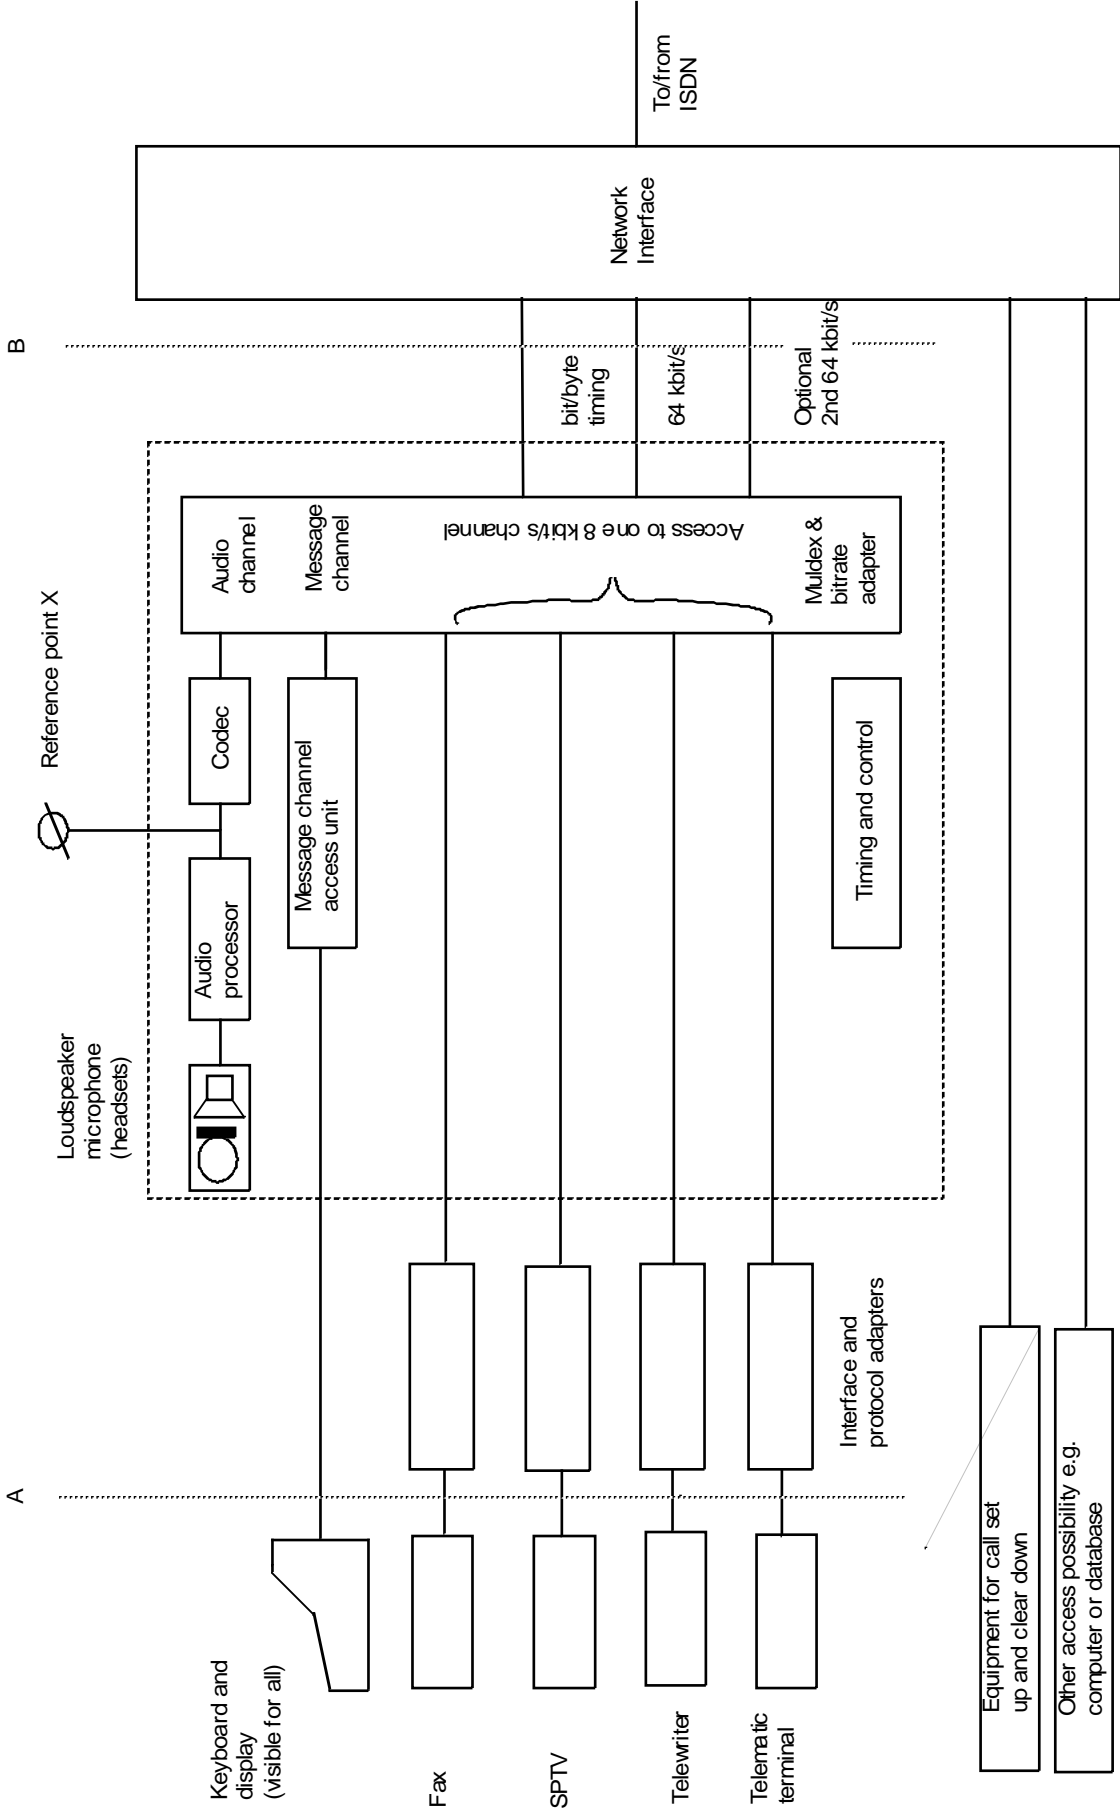 A
B
Reference point X
Loudspeaker
microphone
(headsets)
Keyboard and
display
(visible for all)
Audio
processor
Codec
Audio
channel
Message channel
access unit
Message
channel
Fax
SPTV
Telewriter
Telematic
terminal
Interface and
protocol adapters
Access to one 8 kbit/s channel
Timing and control
Muldex &
bitrate
adapter
bit/byte
timing
64 kbit/s
Optional
2nd 64 kbit/s
Network
Interface
To/from
ISDN
Equipment for call set
up and clear down
Other access possibility e.g.
computer or database